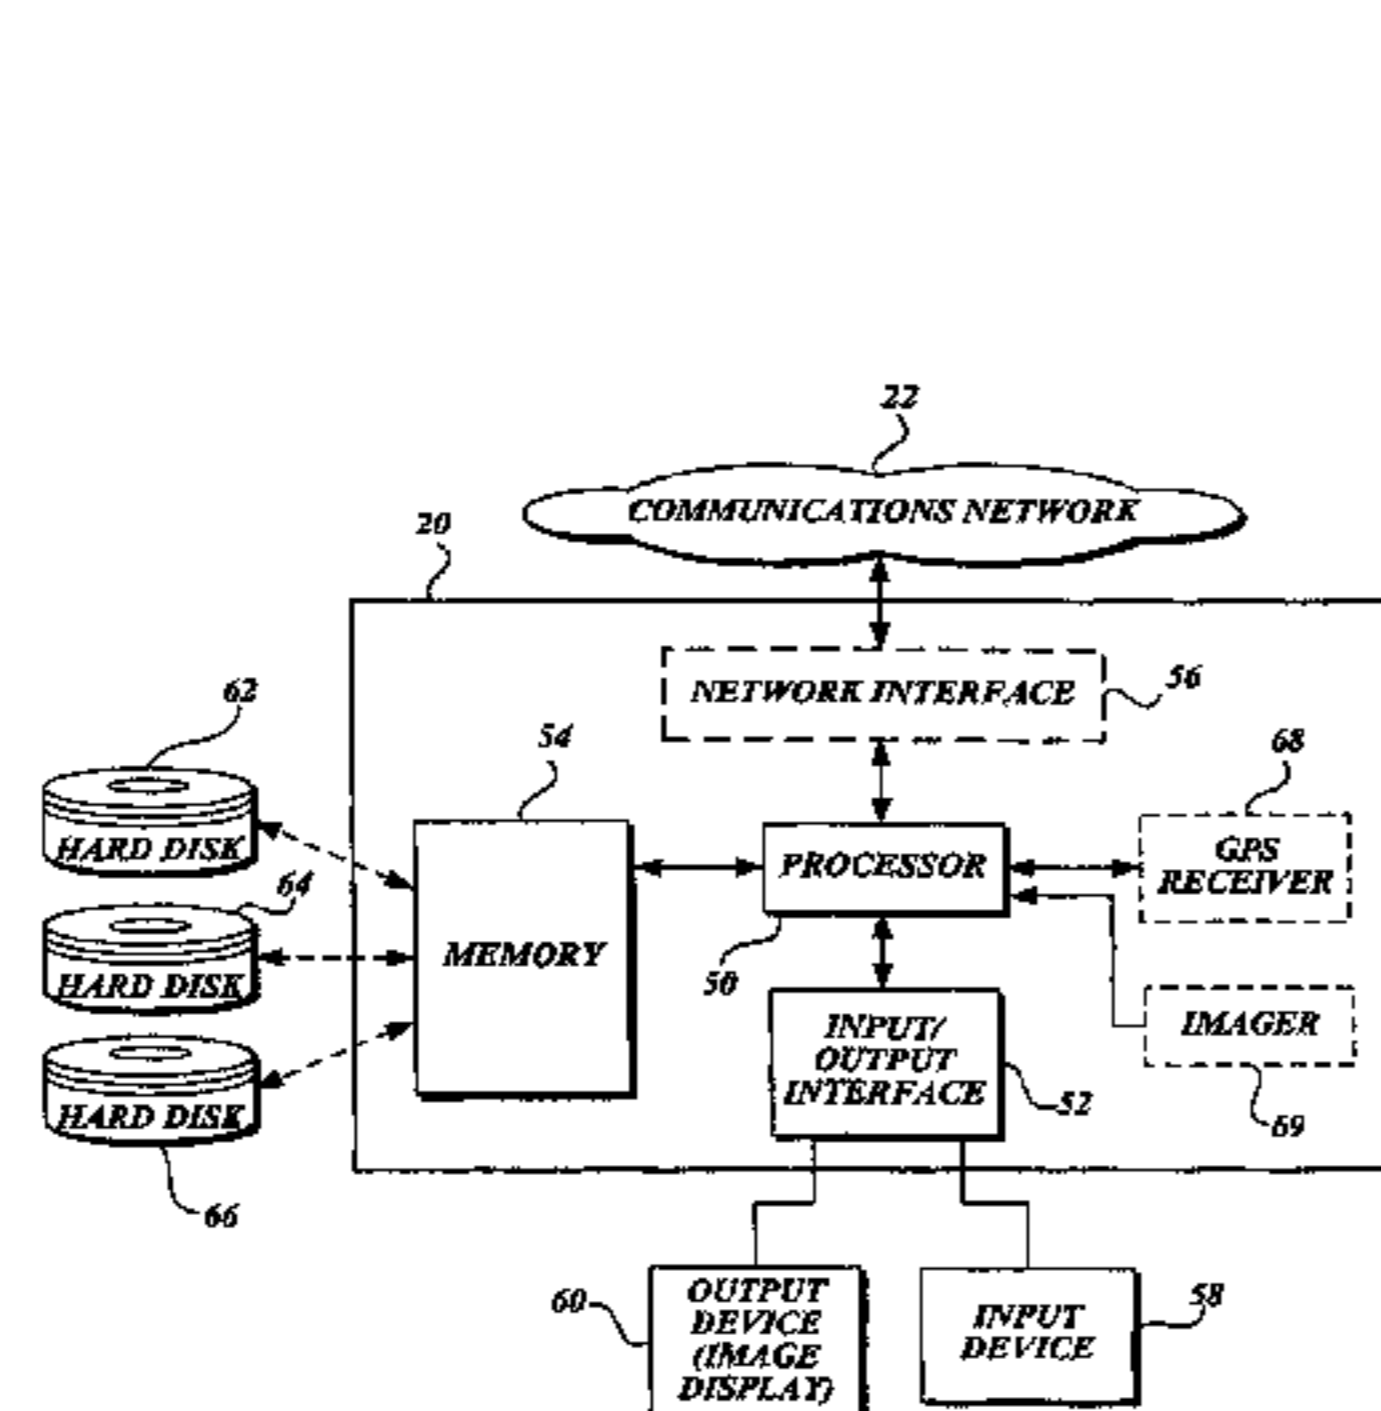 22
COMMUNICATIONS NETWORK
20
NETWORK INTERFACE
56
62
54
68
HARD DISK
PROCESSOR
GPS
RECEIVER
64
HARD DISK
MEMORY
50
INPUT/
OUTPUT
INTERFACE
IMAGER
52
69
HARD DISK
66
60
OUTPUT
DEVICE
(IMAGE
DISPLAY)
INPUT
DEVICE
58